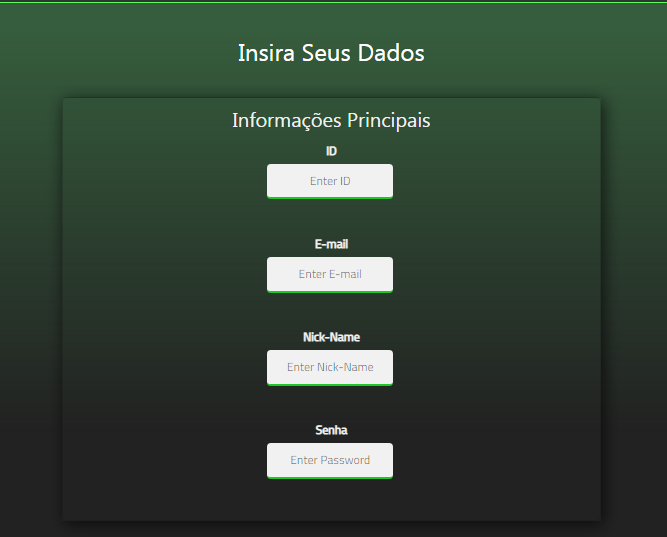 Insira Seus Dados
Informações Principais
ID
Enter ID
E-mail
Enter E-mail
Nick-Name
Enter Nick-Name
Senha
Enter Password